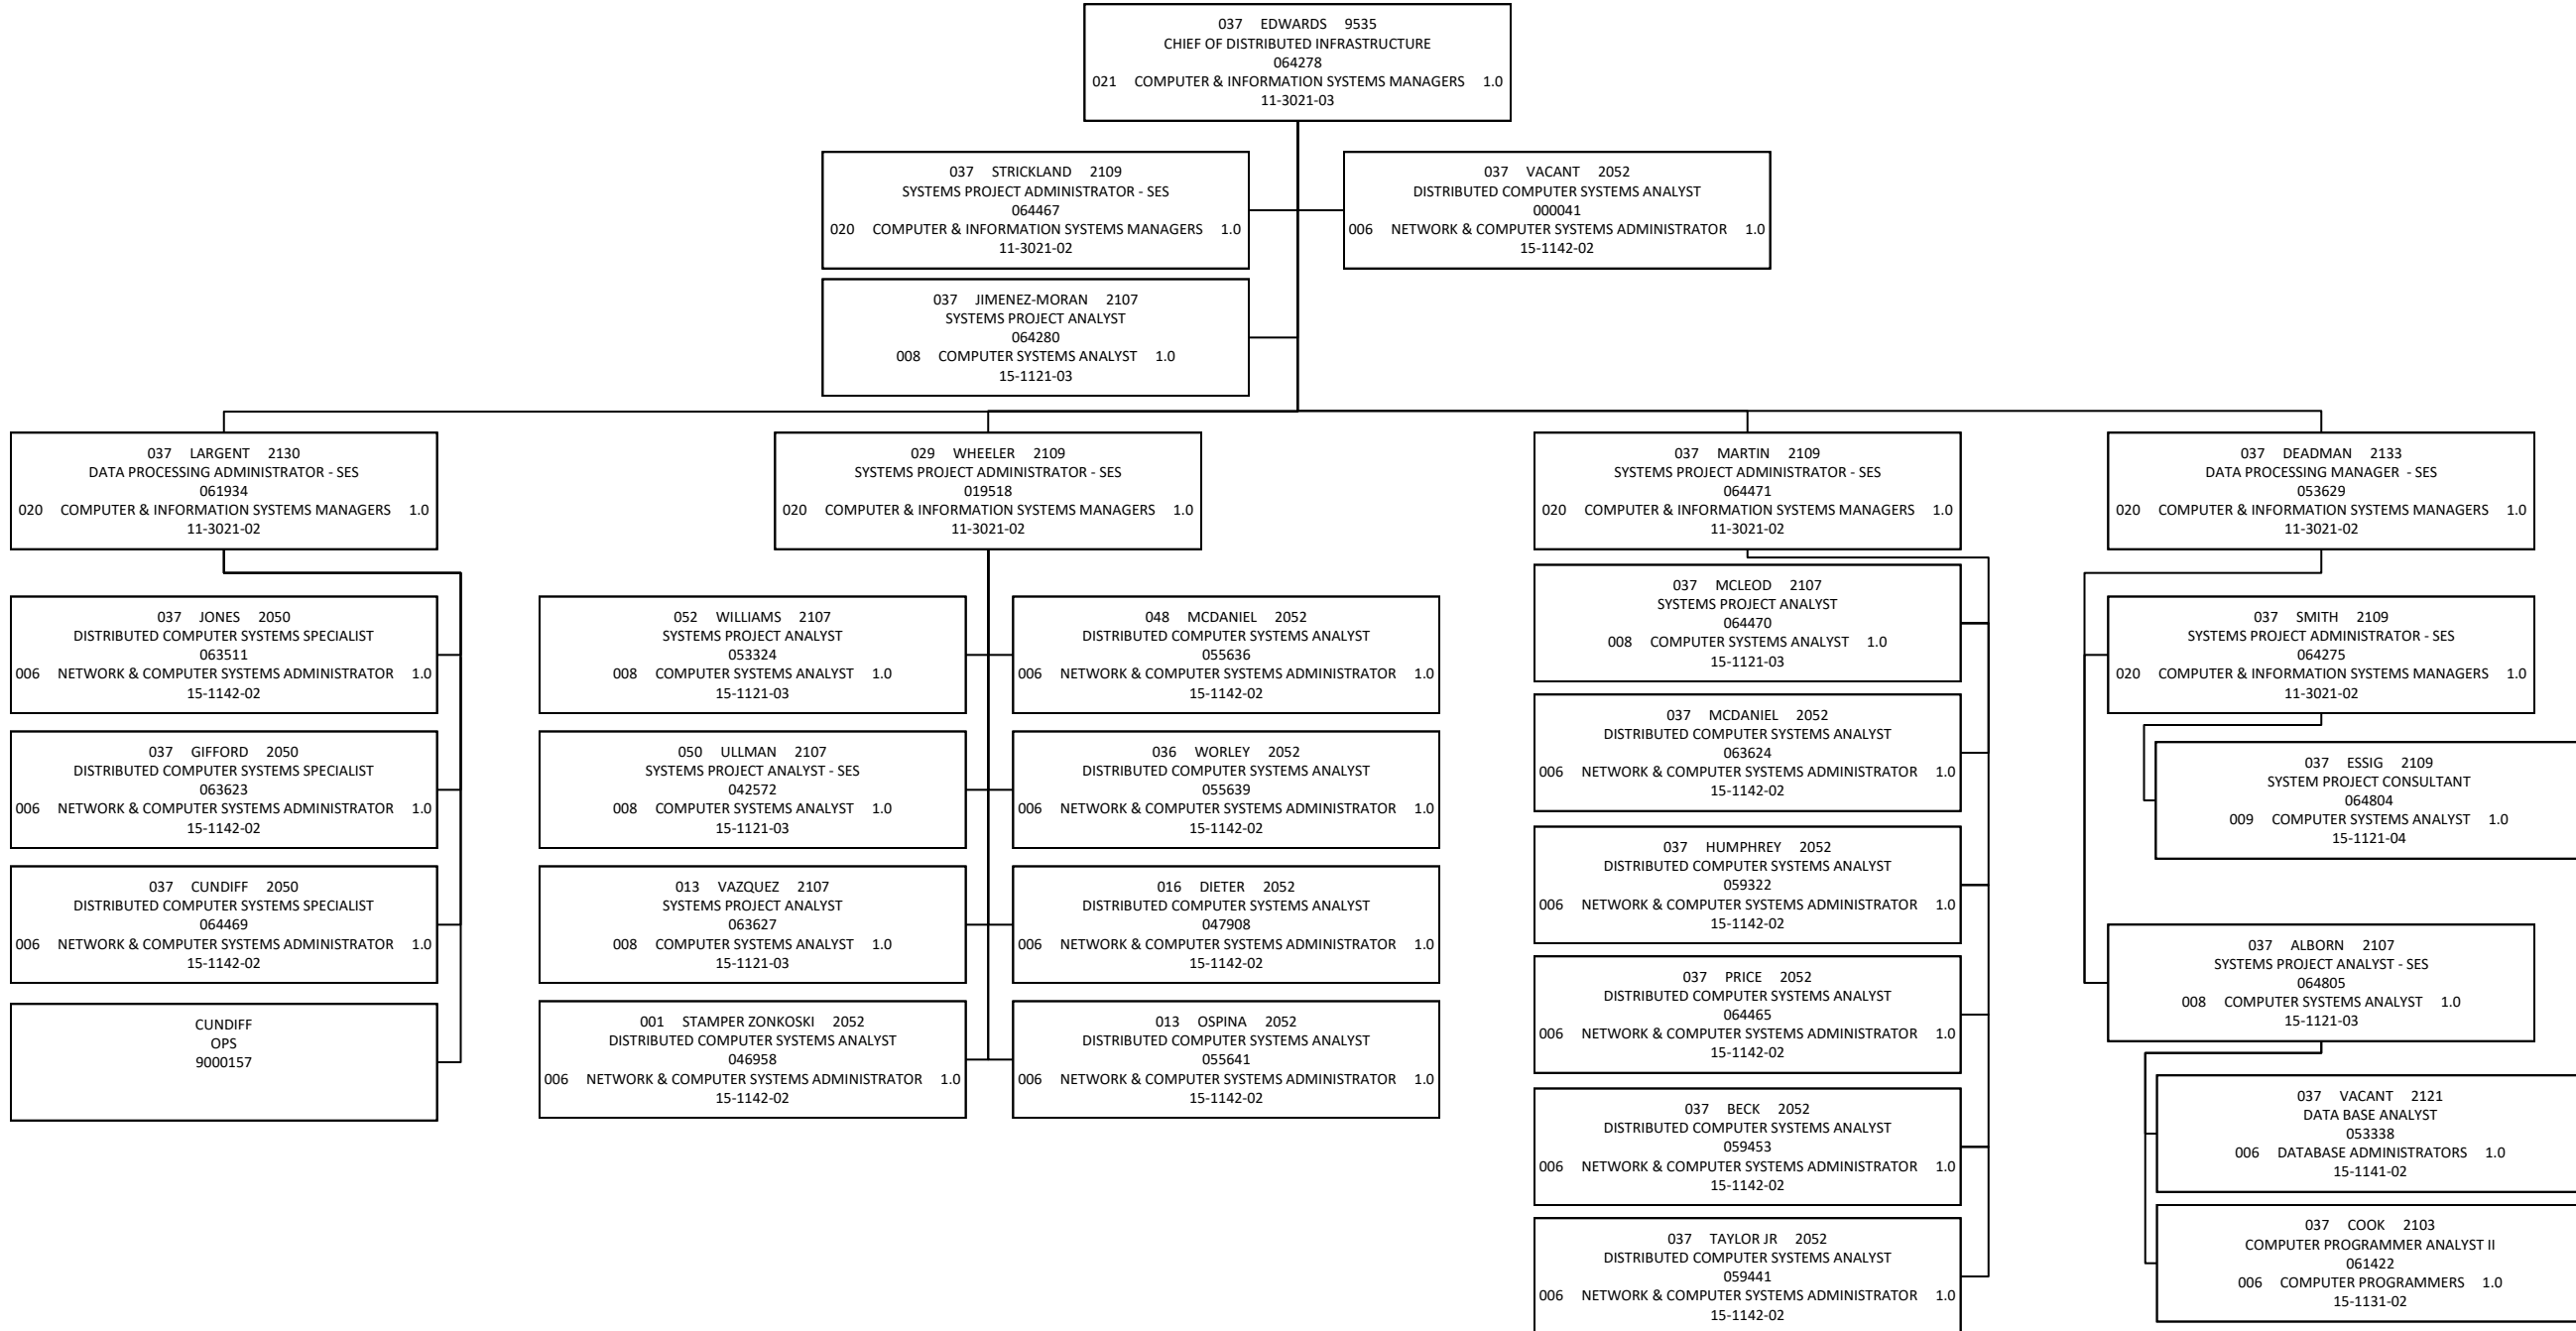 037 EDWARDS 9535
CHIEF OF DISTRIBUTED INFRASTRUCTURE
064278
021 COMPUTER & INFORMATION SYSTEMS MANAGERS 1.0
11-3021-03
037 STRICKLAND 2109
SYSTEMS PROJECT ADMINISTRATOR - SES
064467
020 COMPUTER & INFORMATION SYSTEMS MANAGERS 1.0
11-3021-02
037 VACANT 2052
DISTRIBUTED COMPUTER SYSTEMS ANALYST
000041
006 NETWORK & COMPUTER SYSTEMS ADMINISTRATOR 1.0
15-1142-02
037 JIMENEZ-MORAN 2107
SYSTEMS PROJECT ANALYST
064280
008 COMPUTER SYSTEMS ANALYST 1.0
15-1121-03
037 LARGENT 2130
DATA PROCESSING ADMINISTRATOR - SES
061934
020 COMPUTER & INFORMATION SYSTEMS MANAGERS 1.0
11-3021-02
037 JONES 2050
DISTRIBUTED COMPUTER SYSTEMS SPECIALIST
063511
006 NETWORK & COMPUTER SYSTEMS ADMINISTRATOR 1.0
15-1142-02
037 GIFFORD 2050
DISTRIBUTED COMPUTER SYSTEMS SPECIALIST
063623
006 NETWORK & COMPUTER SYSTEMS ADMINISTRATOR 1.0
15-1142-02
037 CUNDIFF 2050
DISTRIBUTED COMPUTER SYSTEMS SPECIALIST
064469
006 NETWORK & COMPUTER SYSTEMS ADMINISTRATOR 1.0
15-1142-02
CUNDIFF
OPS
9000157
029 WHEELER 2109
SYSTEMS PROJECT ADMINISTRATOR - SES
019518
020 COMPUTER & INFORMATION SYSTEMS MANAGERS 1.0
11-3021-02
052 WILLIAMS 2107
SYSTEMS PROJECT ANALYST
053324
008 COMPUTER SYSTEMS ANALYST 1.0
15-1121-03
048 MCDANIEL 2052
DISTRIBUTED COMPUTER SYSTEMS ANALYST
055636
006 NETWORK & COMPUTER SYSTEMS ADMINISTRATOR 1.0
15-1142-02
050 ULLMAN 2107
SYSTEMS PROJECT ANALYST - SES
042572
008 COMPUTER SYSTEMS ANALYST 1.0
15-1121-03
036 WORLEY 2052
DISTRIBUTED COMPUTER SYSTEMS ANALYST
055639
006 NETWORK & COMPUTER SYSTEMS ADMINISTRATOR 1.0
15-1142-02
013 VAZQUEZ 2107
SYSTEMS PROJECT ANALYST
063627
008 COMPUTER SYSTEMS ANALYST 1.0
15-1121-03
016 DIETER 2052
DISTRIBUTED COMPUTER SYSTEMS ANALYST
047908
006 NETWORK & COMPUTER SYSTEMS ADMINISTRATOR 1.0
15-1142-02
001 STAMPER ZONKOSKI 2052
DISTRIBUTED COMPUTER SYSTEMS ANALYST
046958
006 NETWORK & COMPUTER SYSTEMS ADMINISTRATOR 1.0
15-1142-02
013 OSPINA 2052
DISTRIBUTED COMPUTER SYSTEMS ANALYST
055641
006 NETWORK & COMPUTER SYSTEMS ADMINISTRATOR 1.0
15-1142-02
037 MARTIN 2109
SYSTEMS PROJECT ADMINISTRATOR - SES
064471
020 COMPUTER & INFORMATION SYSTEMS MANAGERS 1.0
11-3021-02
037 MCLEOD 2107
SYSTEMS PROJECT ANALYST
064470
008 COMPUTER SYSTEMS ANALYST 1.0
15-1121-03
037 MCDANIEL 2052
DISTRIBUTED COMPUTER SYSTEMS ANALYST
063624
006 NETWORK & COMPUTER SYSTEMS ADMINISTRATOR 1.0
15-1142-02
037 HUMPHREY 2052
DISTRIBUTED COMPUTER SYSTEMS ANALYST
059322
006 NETWORK & COMPUTER SYSTEMS ADMINISTRATOR 1.0
15-1142-02
037 PRICE 2052
DISTRIBUTED COMPUTER SYSTEMS ANALYST
064465
006 NETWORK & COMPUTER SYSTEMS ADMINISTRATOR 1.0
15-1142-02
037 BECK 2052
DISTRIBUTED COMPUTER SYSTEMS ANALYST
059453
006 NETWORK & COMPUTER SYSTEMS ADMINISTRATOR 1.0
15-1142-02
037 TAYLOR JR 2052
DISTRIBUTED COMPUTER SYSTEMS ANALYST
059441
006 NETWORK & COMPUTER SYSTEMS ADMINISTRATOR 1.0
15-1142-02
037 DEADMAN 2133
DATA PROCESSING MANAGER - SES
053629
020 COMPUTER & INFORMATION SYSTEMS MANAGERS 1.0
11-3021-02
037 SMITH 2109
SYSTEMS PROJECT ADMINISTRATOR - SES
064275
020 COMPUTER & INFORMATION SYSTEMS MANAGERS 1.0
11-3021-02
037 ESSIG 2109
SYSTEM PROJECT CONSULTANT
064804
009 COMPUTER SYSTEMS ANALYST 1.0
15-1121-04
037 ALBORN 2107
SYSTEMS PROJECT ANALYST - SES
064805
008 COMPUTER SYSTEMS ANALYST 1.0
15-1121-03
037 VACANT 2121
DATA BASE ANALYST
053338
006 DATABASE ADMINISTRATORS 1.0
15-1141-02
037 COOK 2103
COMPUTER PROGRAMMER ANALYST II
061422
006 COMPUTER PROGRAMMERS 1.0
15-1131-02